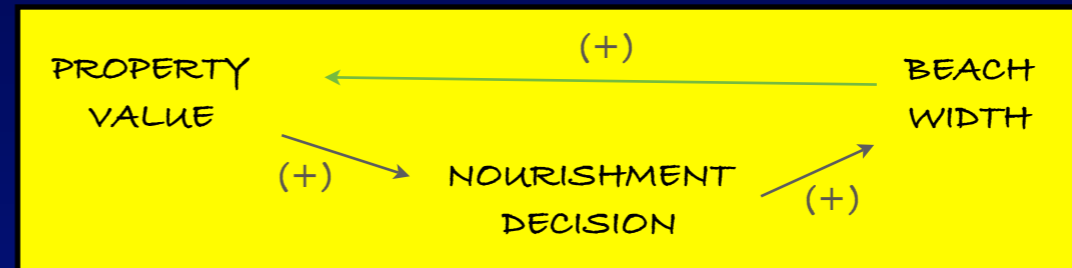 (+)
PROPERTY
VALUE
BEACH
WIDTH
(+)
NOURISHMENT
DECISION
(+)